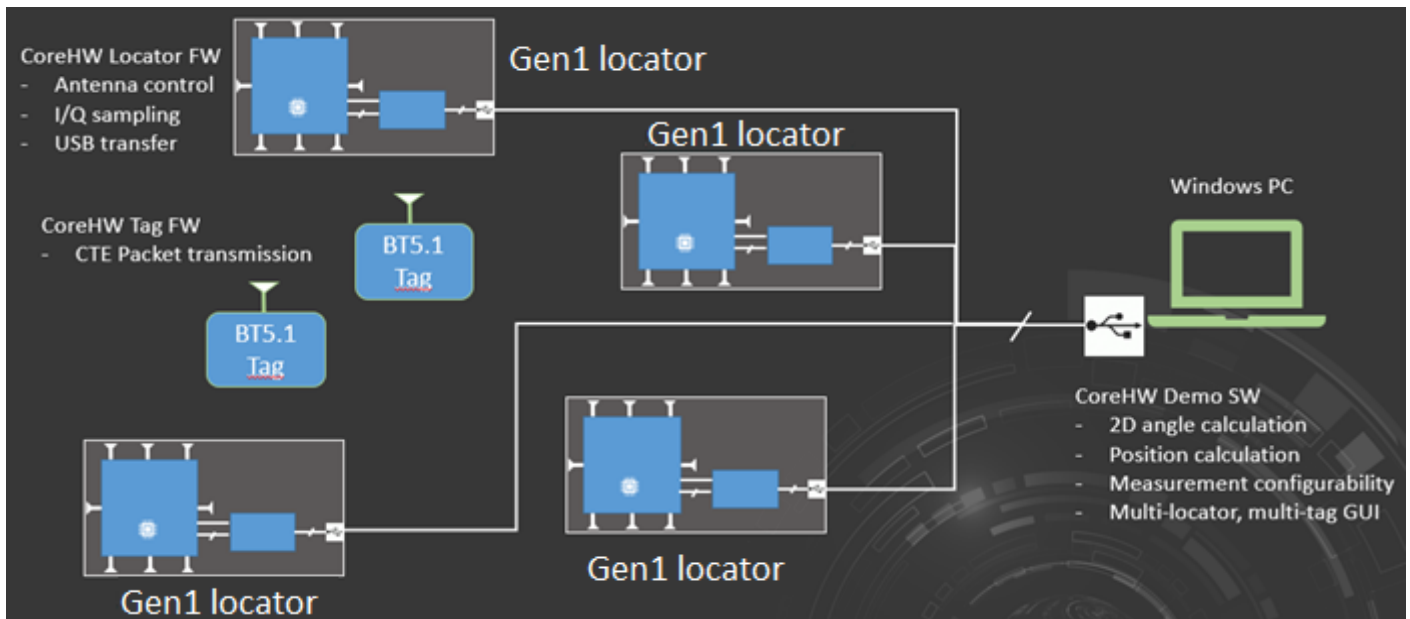 CoreHW Locator FW
- Antenna control
- I/Q sampling
- USB transfer
Gen1 locator
Gen1 locator
CoreHW Tag FW
- CTE Packet transmission
BT5.1
Tag
BT5.1
Tag
Windows PC
CoreHW Demo SW
- 2D angle calculation
- Position calculation
- Measurement configurability
- Multi-locator, multi-tag GUI
Gen1 locator
Gen1 locator